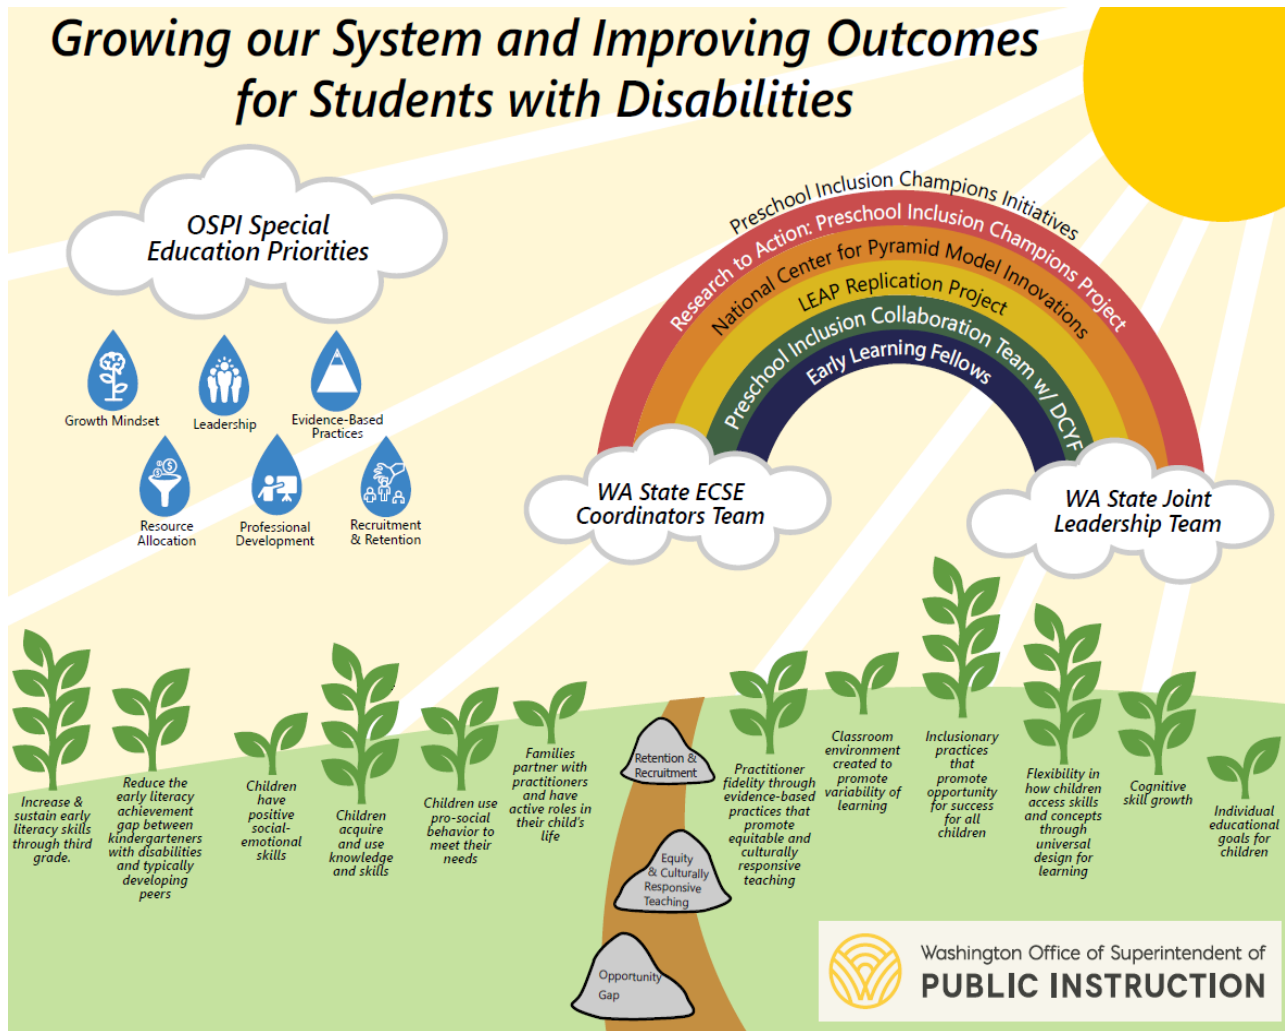 Growing our System and Improving Outcomes
for Students with Disabilities
OSPI Special
Education Priorities
Growth Mindset
Leadership
Evidence-Based
Practices
Resource
Allocation
Professional
Development
Recruitment
& Retention
Preschool Inclusion Champions Initiatives
Research to Action: Preschool Inclusion Champions Project
National Center for Pyramid Model Innovations
LEAP Replication Project
Preschool Inclusion Collaboration Team w/ DCYF
Early Learning Fellows
WA State ECSE
Coordinators Team
WA State Joint
Leadership Team
Increase &
sustain early
literacy skills
through third
grade.
Reduce the
early literacy
achievement
gap between
kindergarteners
with disabilities
and typically
developing
peers
Children
have
positive
social-
emotional
skills
Children
acquire
and use
knowledge
and skills
Children use
pro-social
behavior to
meet their
needs
Families
partner with
practitioners
and have
active roles in
their child's
life
Retention &
Recruitment
Equity
& Culturally
Responsive
Teaching
Opportunity
Gap
Practitioner
fidelity through
evidence-based
practices that
promote
equitable and
culturally
responsive
teaching
Classroom
environment
created to
promote
variability of
learning
Inclusionary
practices
that
promote
opportunity
for success
for all
children
Flexibility in
how children
access skills
and concepts
through
universal
design for
learning
Cognitive
skill growth
Individual
educational
goals for
children
Washington Office of Superintendent of
PUBLIC INSTRUCTION